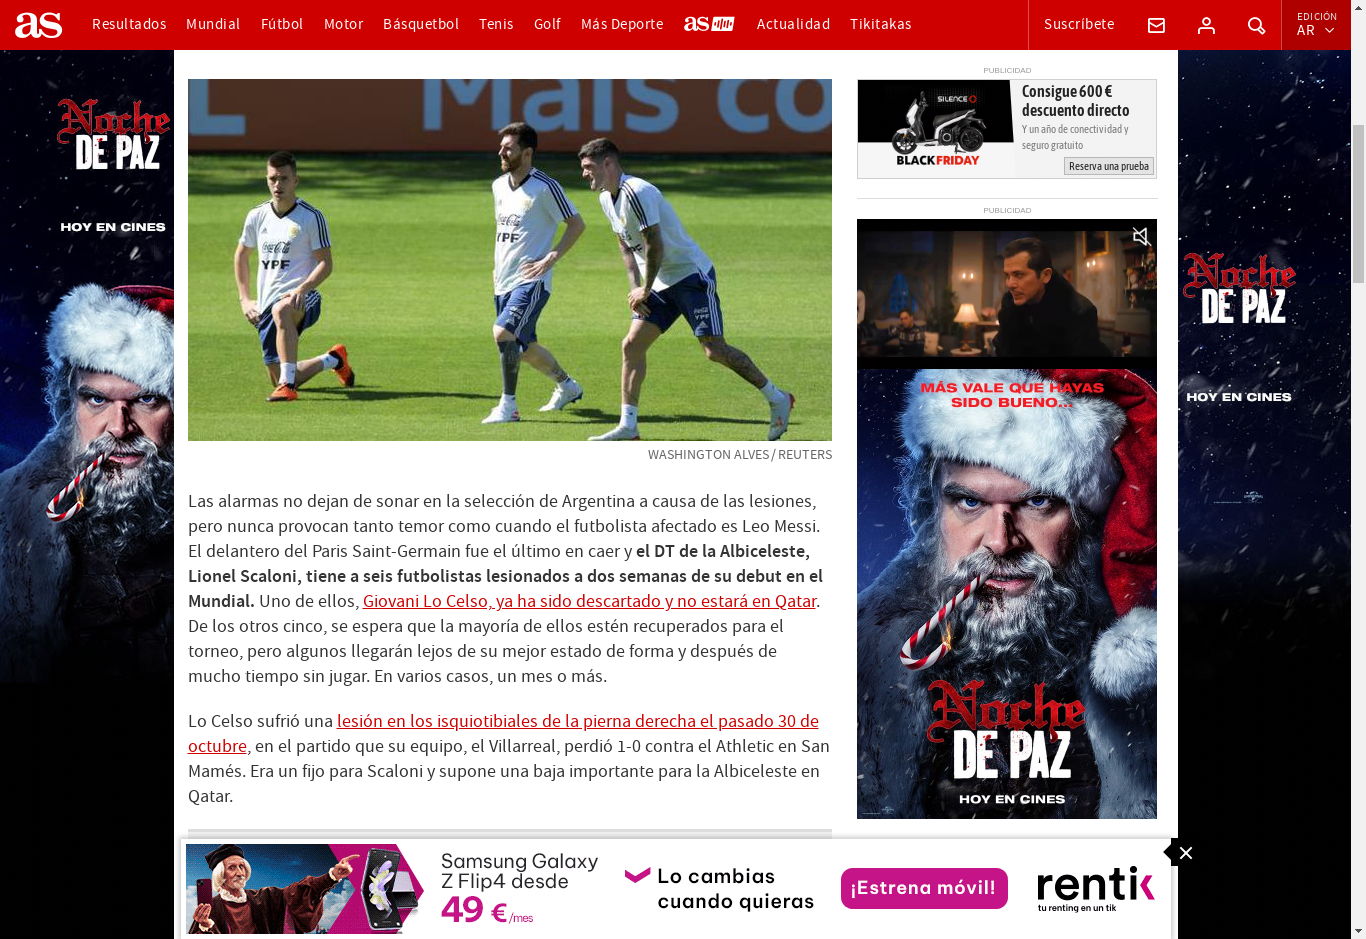 as Resultados Mundial Fútbol Motor Básquetbol Tenis Golf Más Deporte as Actualidad Tikitakas Suscríbete EDICIÓN AR
Noche
DE PAZ
HOY EN CINES
L Mais co
YPF
YPF
YPF
WASHINGTON ALVES / REUTERS
Las alarmas no dejan de sonar en la selección de Argentina a causa de las lesiones,
pero nunca provocan tanto temor como cuando el futbolista afectado es Leo Messi.
El delantero del Paris Saint-Germain fue el último en caer y el DT de la Albiceleste,
Lionel Scaloni, tiene a seis futbolistas lesionados a dos semanas de su debut en el
Mundial. Uno de ellos, Giovani Lo Celso, ya ha sido descartado y no estará en Qatar.
De los otros cinco, se espera que la mayoría de ellos estén recuperados para el
torneo, pero algunos llegarán lejos de su mejor estado de forma y después de
mucho tiempo sin jugar. En varios casos, un mes o más.
Lo Celso sufrió una lesión en los isquiotibiales de la pierna derecha el pasado 30 de
octubre, en el partido que su equipo, el Villarreal, perdió 1-0 contra el Athletic en San
Mamés. Era un fijo para Scaloni y supone una baja importante para la Albiceleste en
Qatar.
PUBLICIDAD
SILENCE
BLACK FRIDAY
Consigue 600 €
descuento directo
Y un año de conectividad y
seguro gratuito
Reserva una prueba
PUBLICIDAD
MÁS VALE QUE HAYAS
SIDO BUENO...
Noche
DE PAZ
HOY EN CINES
Noche
DE PAZ
HOY EN CINES
Samsung Galaxy
Z Flip4 desde
49 €/mes
Lo cambias
cuando quieras
¡Estrena móvil!
rentik
tu renting en un tik